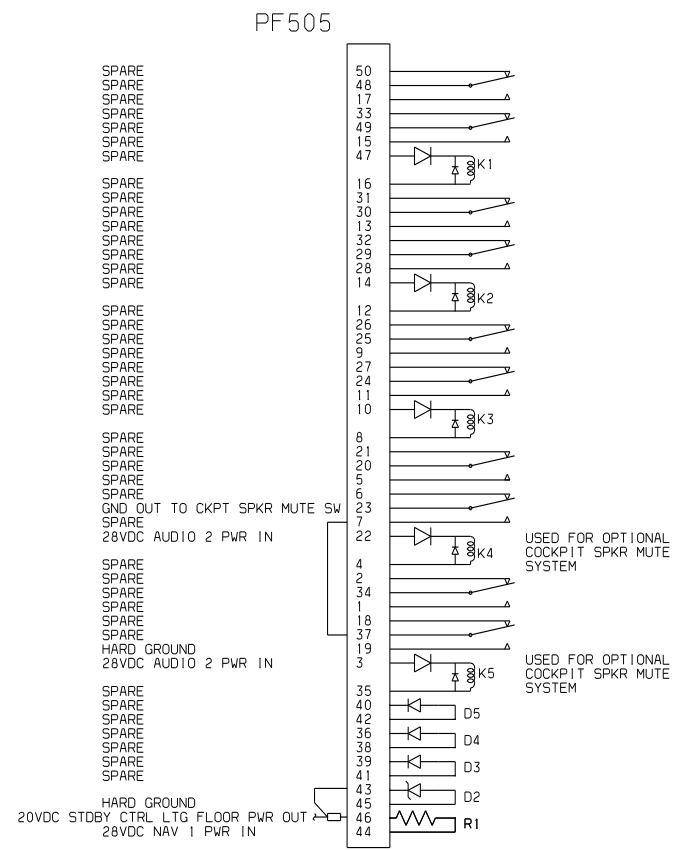 PF505
SPARE 50
SPARE 48
SPARE 17
SPARE 33
SPARE 49
SPARE 15
SPARE 47
K1
SPARE 16
SPARE 31
SPARE 30
SPARE 13
SPARE 32
SPARE 29
SPARE 28
SPARE 14
K2
SPARE 12
SPARE 26
SPARE 25
SPARE 9
SPARE 27
SPARE 24
SPARE 11
SPARE 10
K3
SPARE 8
SPARE 21
SPARE 20
SPARE 5
SPARE 6
GND OUT TO CKPT SPKR MUTE SW 23
SPARE 7
28VDC AUDIO 2 PWR IN 22
K4
USED FOR OPTIONAL
COCKPIT SPKR MUTE
SYSTEM
SPARE 4
SPARE 2
SPARE 34
SPARE 1
SPARE 18
SPARE 37
HARD GROUND 19
28VDC AUDIO 2 PWR IN 3
K5
USED FOR OPTIONAL
COCKPIT SPKR MUTE
SYSTEM
SPARE 35
SPARE 40
D5
SPARE 42
SPARE 36
D4
SPARE 38
SPARE 39
D3
SPARE 41
43
D2
HARD GROUND 45
20VDC STDBY CTRL LTG FLOOR PWR OUT 46
R1
28VDC NAV 1 PWR IN 44